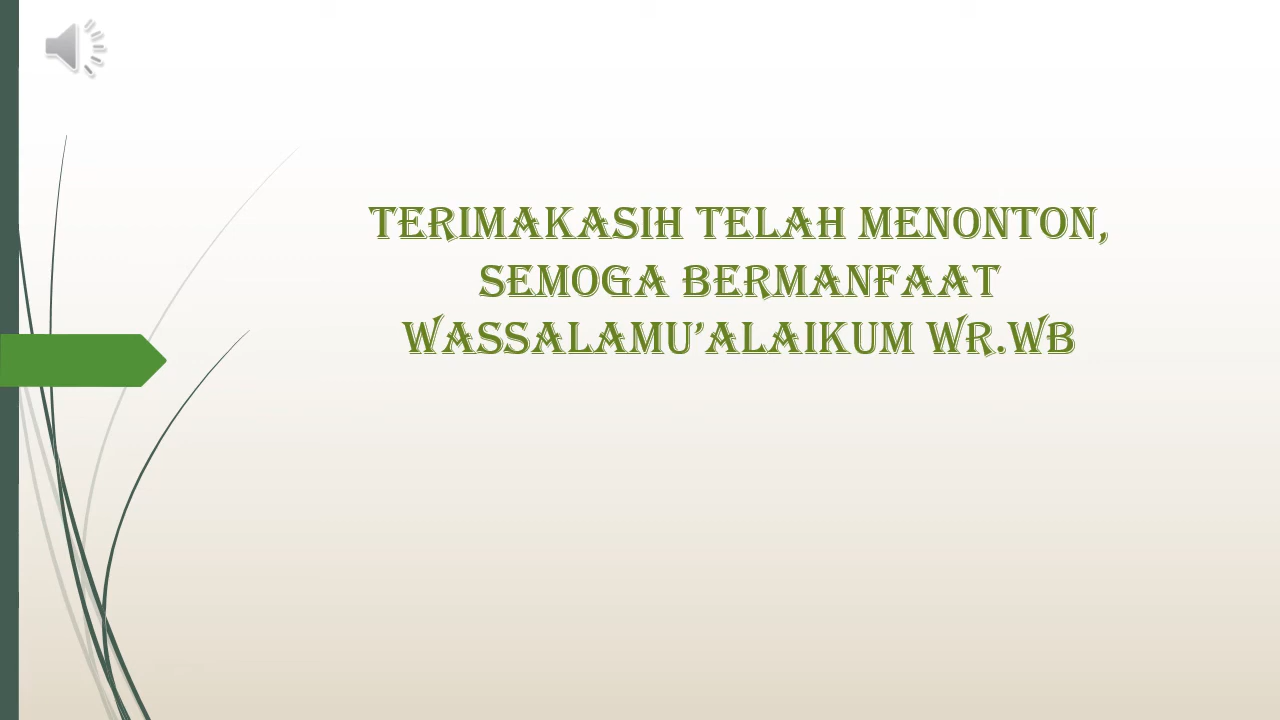 TERIMAKASIH TELAH MENONTON,
SEMOGA BERMANFAAT
WASSALAMU’ALAIKUM WR.WB